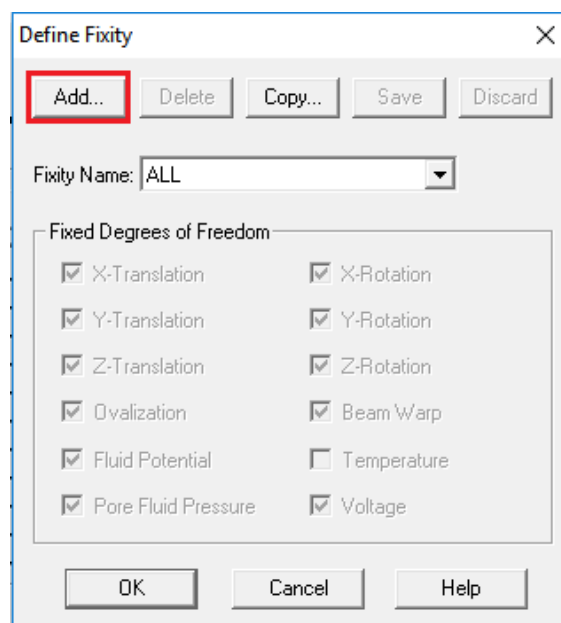 Define Fixity
Add... Delete Copy... Save Discard
Fixity Name: ALL
Fixed Degrees of Freedom
X-Translation X-Rotation
Y-Translation Y-Rotation
Z-Translation Z-Rotation
Ovalization Beam Warp
Fluid Potential Temperature
Pore Fluid Pressure Voltage
OK Cancel Help